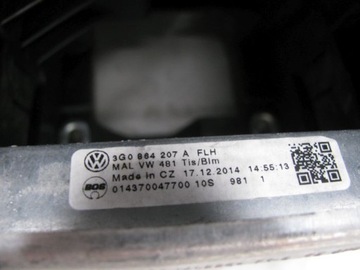 3G0 864 207 A FLH
MAL VW 481 Tis/Blm
Made in CZ 17.12.2014 14:55:13
BOS 014370047700 10S 981 1